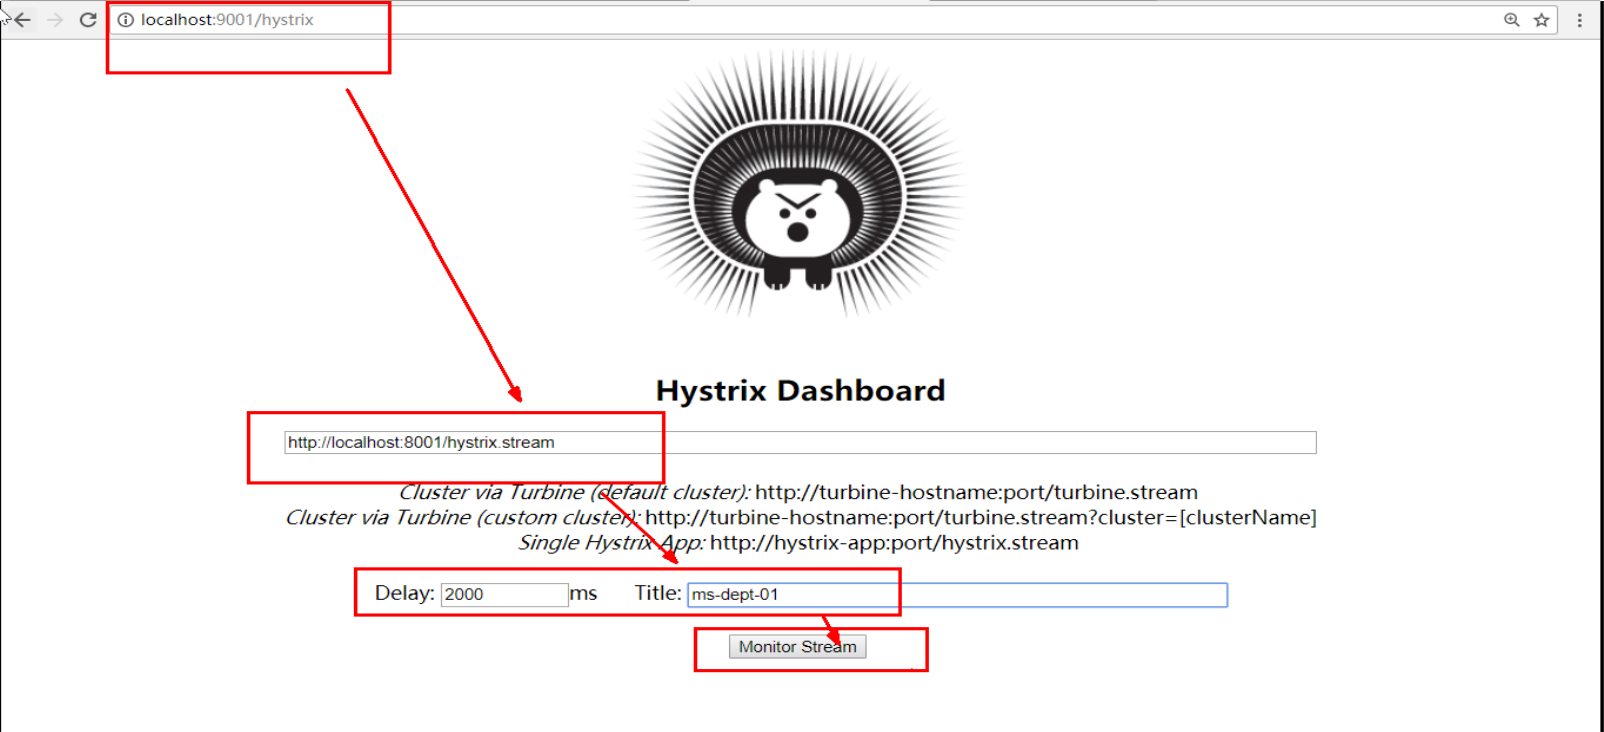 localhost:9001/hystrix
Hystrix Dashboard
http://localhost:8001/hystrix.stream
Cluster via Turbine (default cluster): http://turbine-hostname:port/turbine.stream
Cluster via Turbine (custom cluster): http://turbine-hostname:port/turbine.stream?cluster=[clusterName]
Single Hystrix App: http://hystrix-app:port/hystrix.stream
Delay: 2000 ms Title: ms-dept-01
Monitor Stream